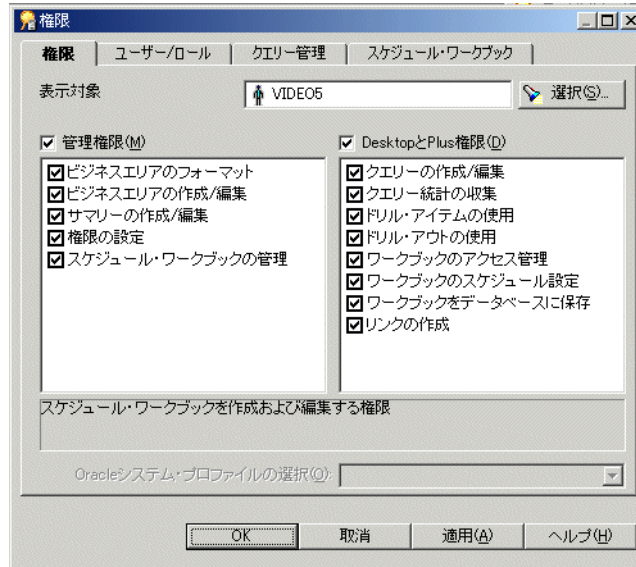 権限
権限 ユーザー/ロール クエリー管理 スケジュール・ワークブック
表示対象 VIDEO5 選択(S)...
管理権限(M)
ビジネスエリアのフォーマット
ビジネスエリアの作成/編集
サマリーの作成/編集
権限の設定
スケジュール・ワークブックの管理
DesktopとPlus権限(D)
クエリーの作成/編集
クエリー統計の収集
ドリル・アイテムの使用
ドリル・アウトの使用
ワークブックのアクセス管理
ワークブックのスケジュール設定
ワークブックをデータベースに保存
リンクの作成
スケジュール・ワークブックを作成および編集する権限
Oracleシステム・プロファイルの選択(O):
OK 取消 適用(A) ヘルプ(H)